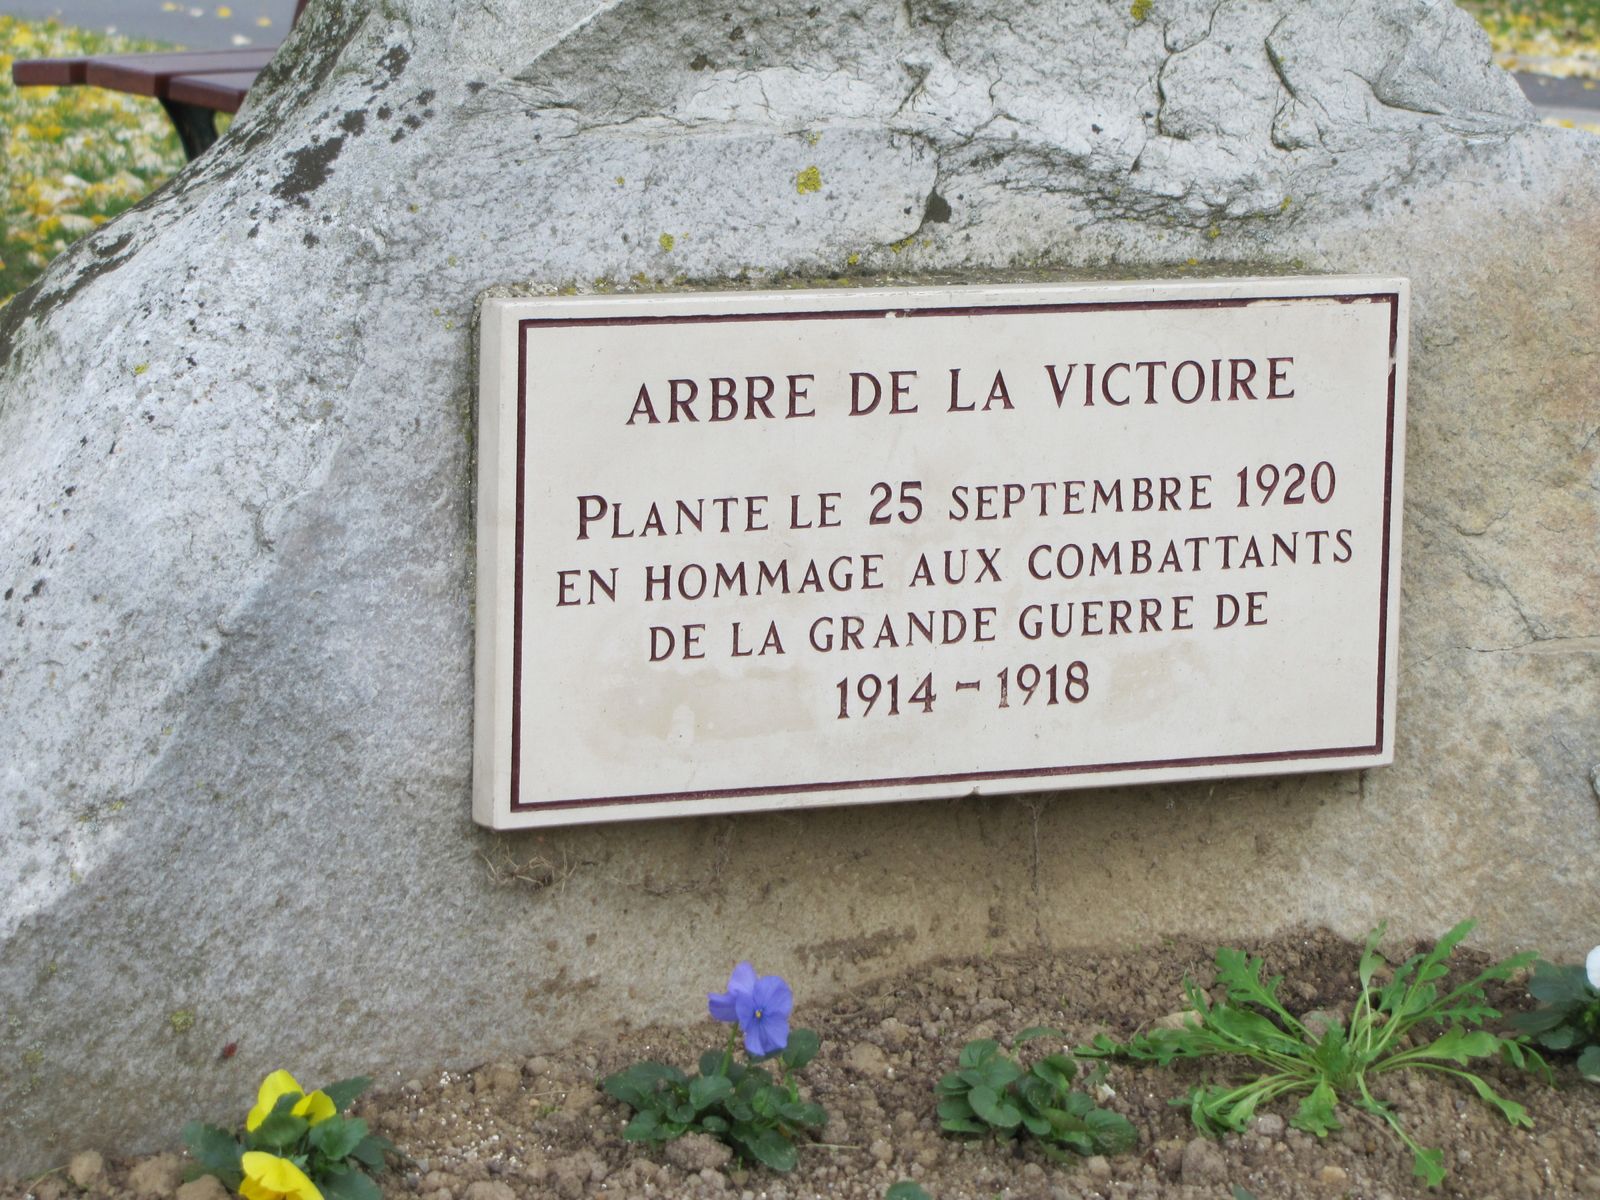 ARBRE DE LA VICTOIRE
PLANTE LE 25 SEPTEMBRE 1920
EN HOMMAGE AUX COMBATTANTS
DE LA GRANDE GUERRE DE
1914 - 1918